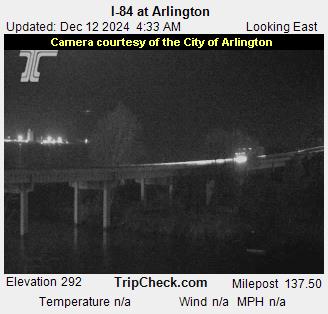 I-84 at Arlington
Updated: Dec 12 2024 4:33 AM Looking East
Camera courtesy of the City of Arlington
Elevation 292 TripCheck.com Milepost 137.50
Temperature n/a Wind n/a MPH n/a